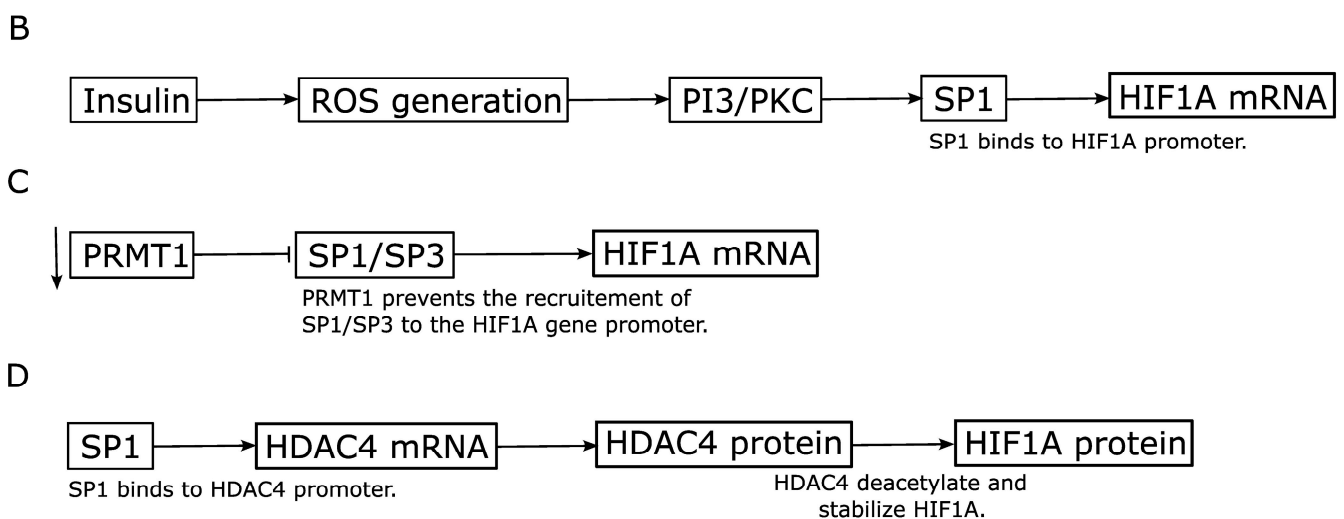 B
Insulin
ROS generation
PI3/PKC
SP1
HIF1A mRNA
SP1 binds to HIF1A promoter.
C
PRMT1
SP1/SP3
HIF1A mRNA
PRMT1 prevents the recruitement of
SP1/SP3 to the HIF1A gene promoter.
D
SP1
HDAC4 mRNA
HDAC4 protein
HIF1A protein
SP1 binds to HDAC4 promoter.
HDAC4 deacetylate and
stabilize HIF1A.